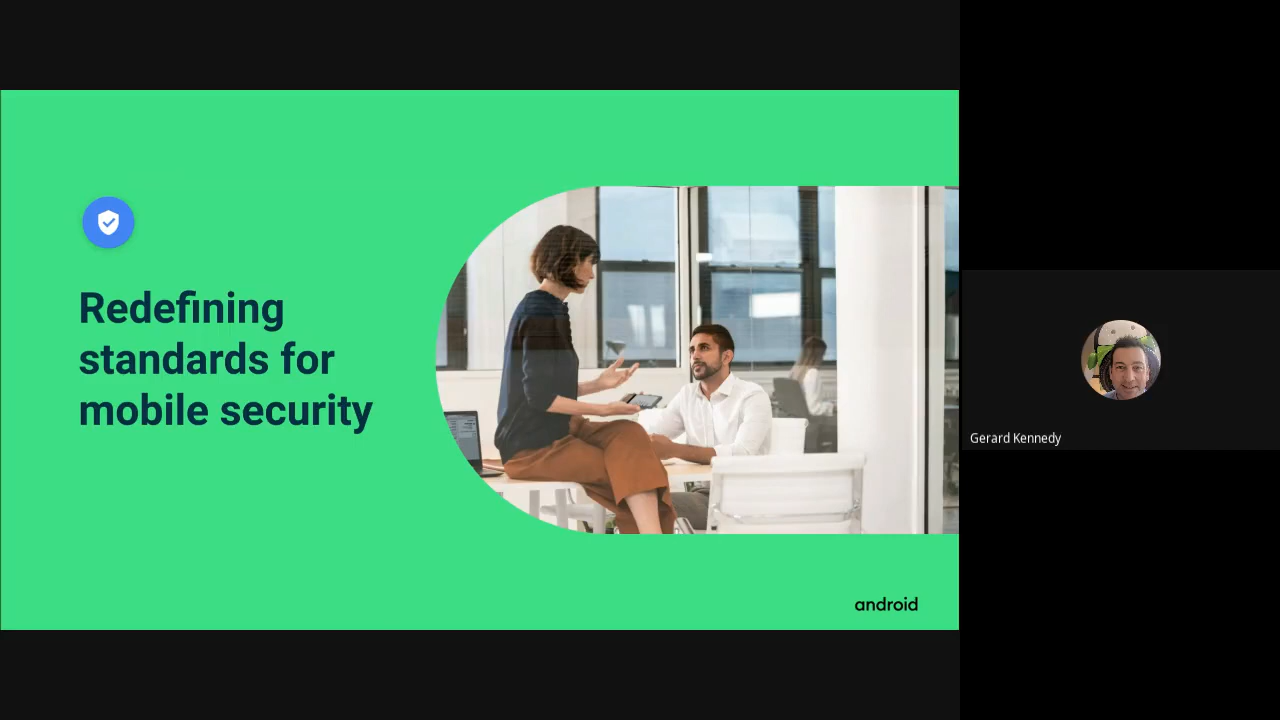 Redefining
standards for
mobile security
android
Gerard Kennedy